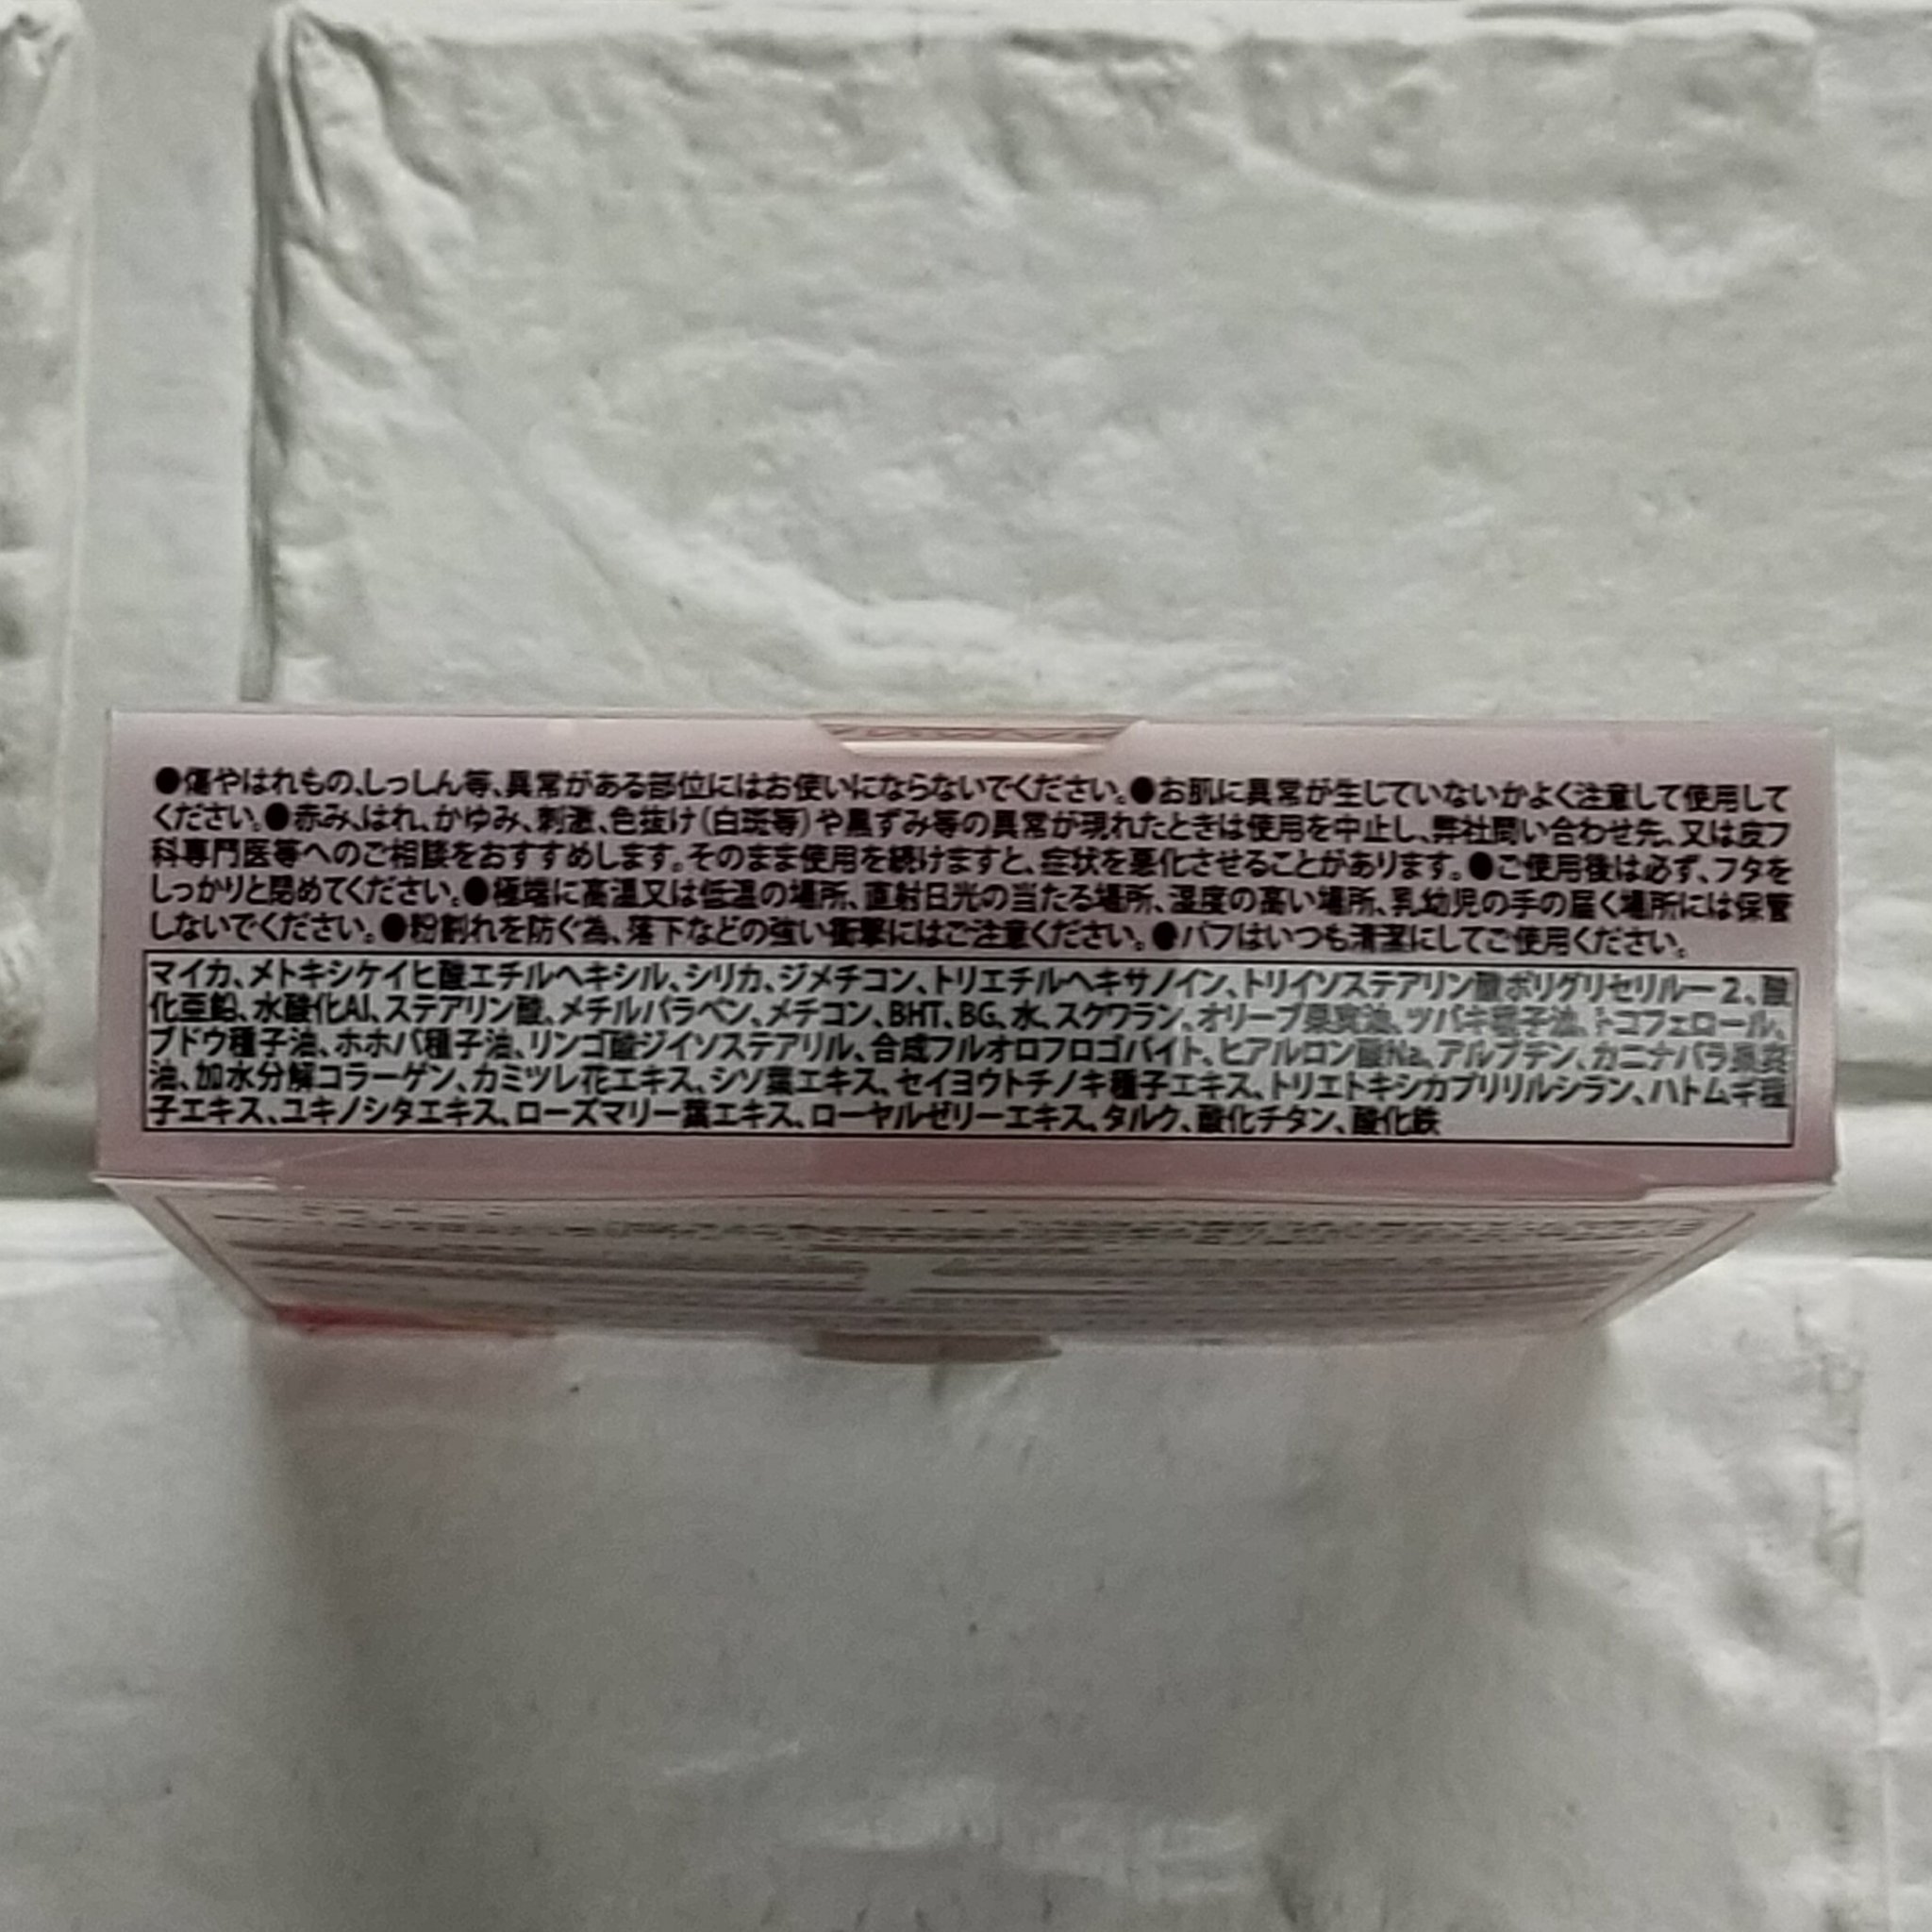 ●傷やはれもの、しっしん等、異常がある部位にはお使いにならないでください。●お肌に異常が生じていないかよく注意して使用して
ください。●赤み、はれ、かゆみ、刺激、色抜け(白斑等)や黒ずみ等の異常が現れたときは使用を中止し、弊社問い合わせ先、又は皮フ
科専門医等へのご相談をおすすめします。そのまま使用を続けますと、症状を悪化させることがあります。●ご使用後は必ず、フタを
しっかりと閉めてください。●極端に高温又は低温の場所、直射日光の当たる場所、湿度の高い場所、乳幼児の手の届く場所には保管
しないでください。●粉割れを防ぐ為、落下などの強い衝撃にはご注意ください。●パフはいつも清潔にしてご使用ください。
マイカ、メトキシケイヒ酸エチルヘキシル、シリカ、ジメチコン、トリエチルヘキサノイン、トリイソステアリン酸ポリグリセリルー2、酸
化亜鉛、水酸化Al、ステアリン酸、メチルパラベン、メチコン、BHT、BG、水、スクワラン、オリーブ果実油、ツバキ種子油、トコフェロール、
ブドウ種子油、ホホバ種子油、リンゴ酸ジイソステアリル、合成フルオロフロゴパイト、ヒアルロン酸Na、アルブチン、カニナバラ果実
油、加水分解コラーゲン、カミツレ花エキス、シソ葉エキス、セイヨウトチノキ種子エキス、トリエトキシカプリリルシラン、ハトムギ種
子エキス、ユキノシタエキス、ローズマリー葉エキス、ローヤルゼリーエキス、タルク、酸化チタン、酸化鉄